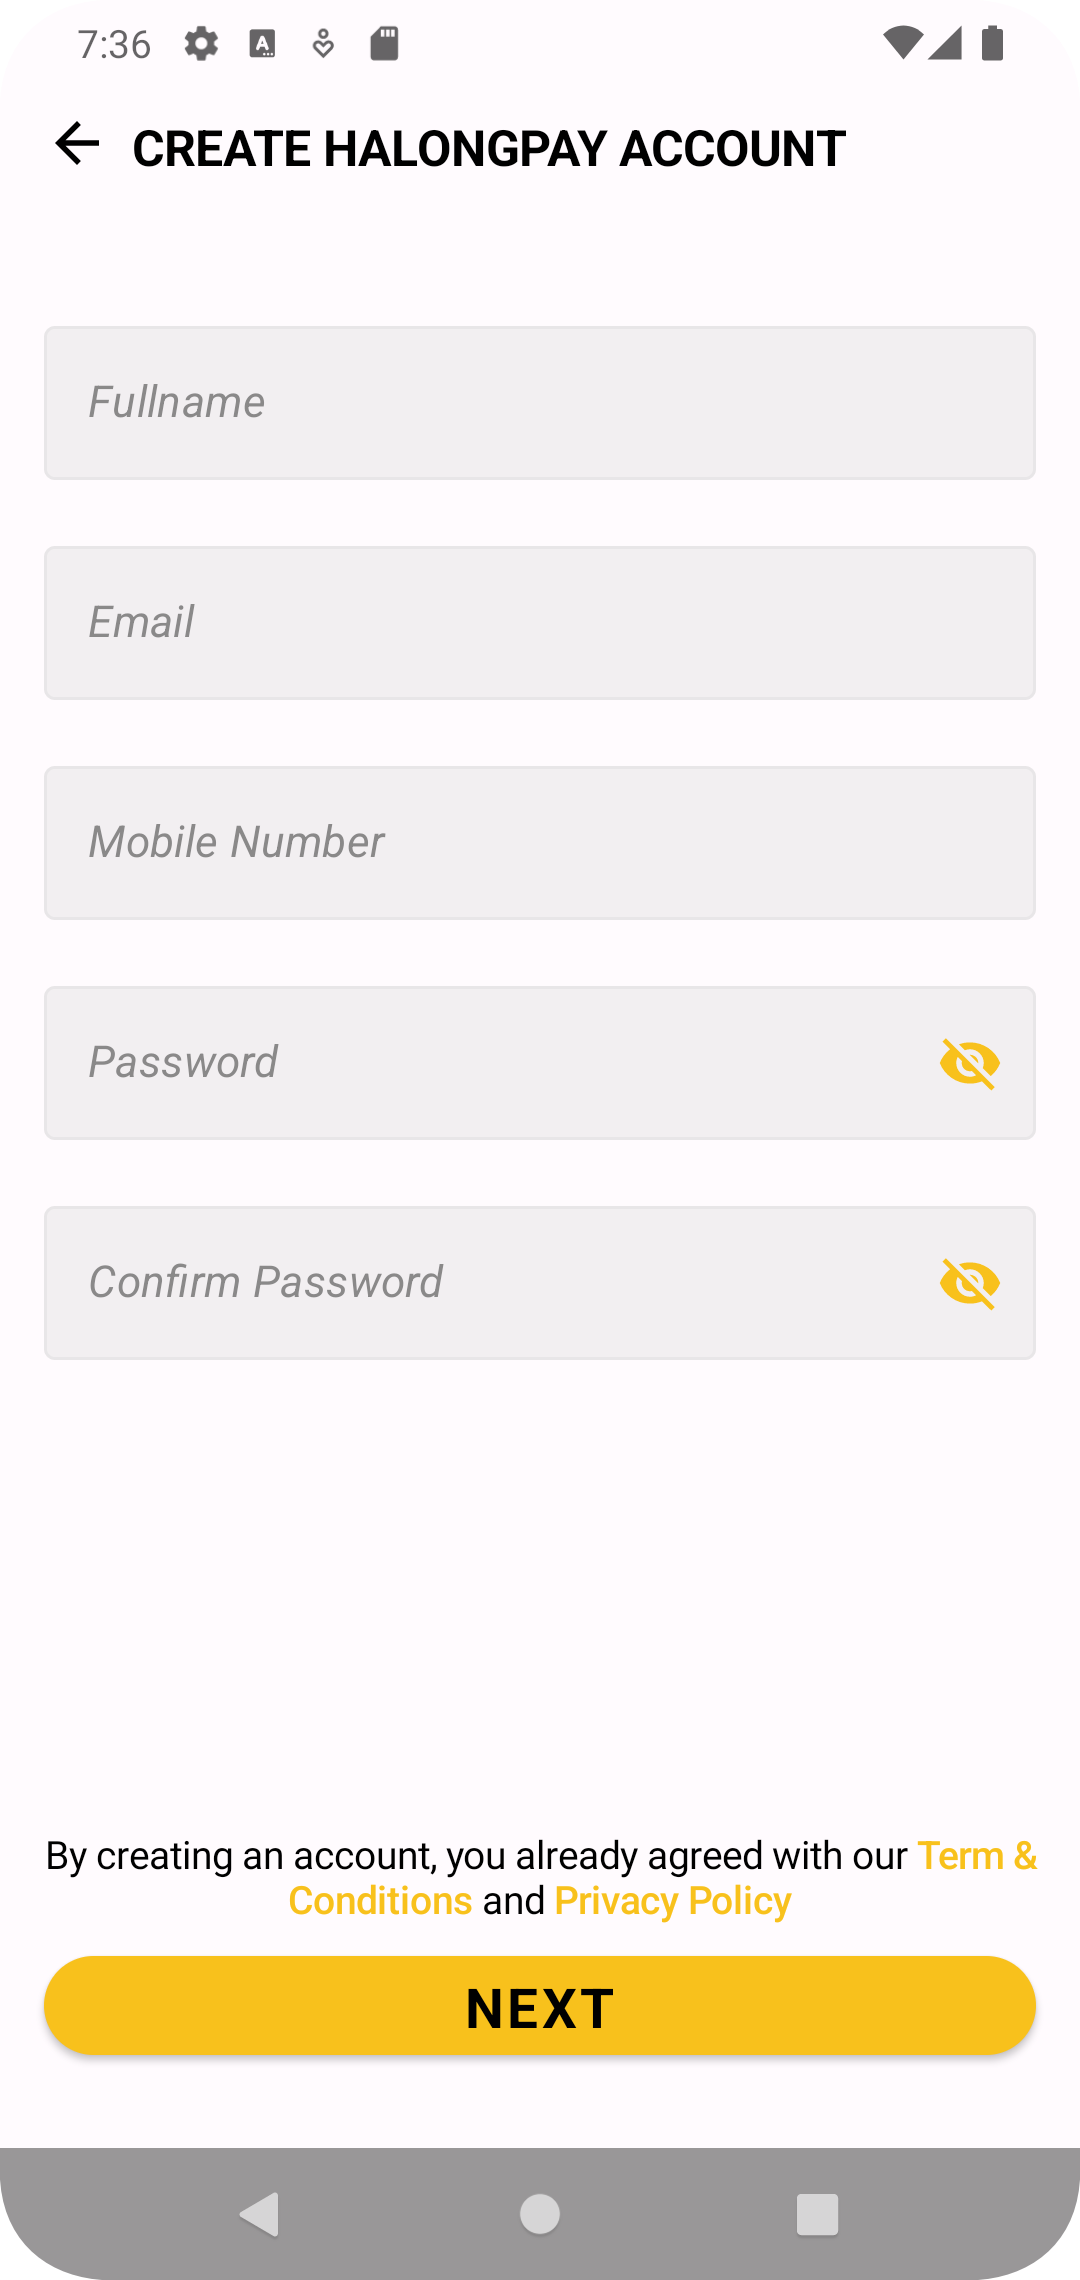 7:36
CREATE HALONGPAY ACCOUNT
Fullname
Email
Mobile Number
Password
Confirm Password
By creating an account, you already agreed with our Term &
Conditions and Privacy Policy
NEXT